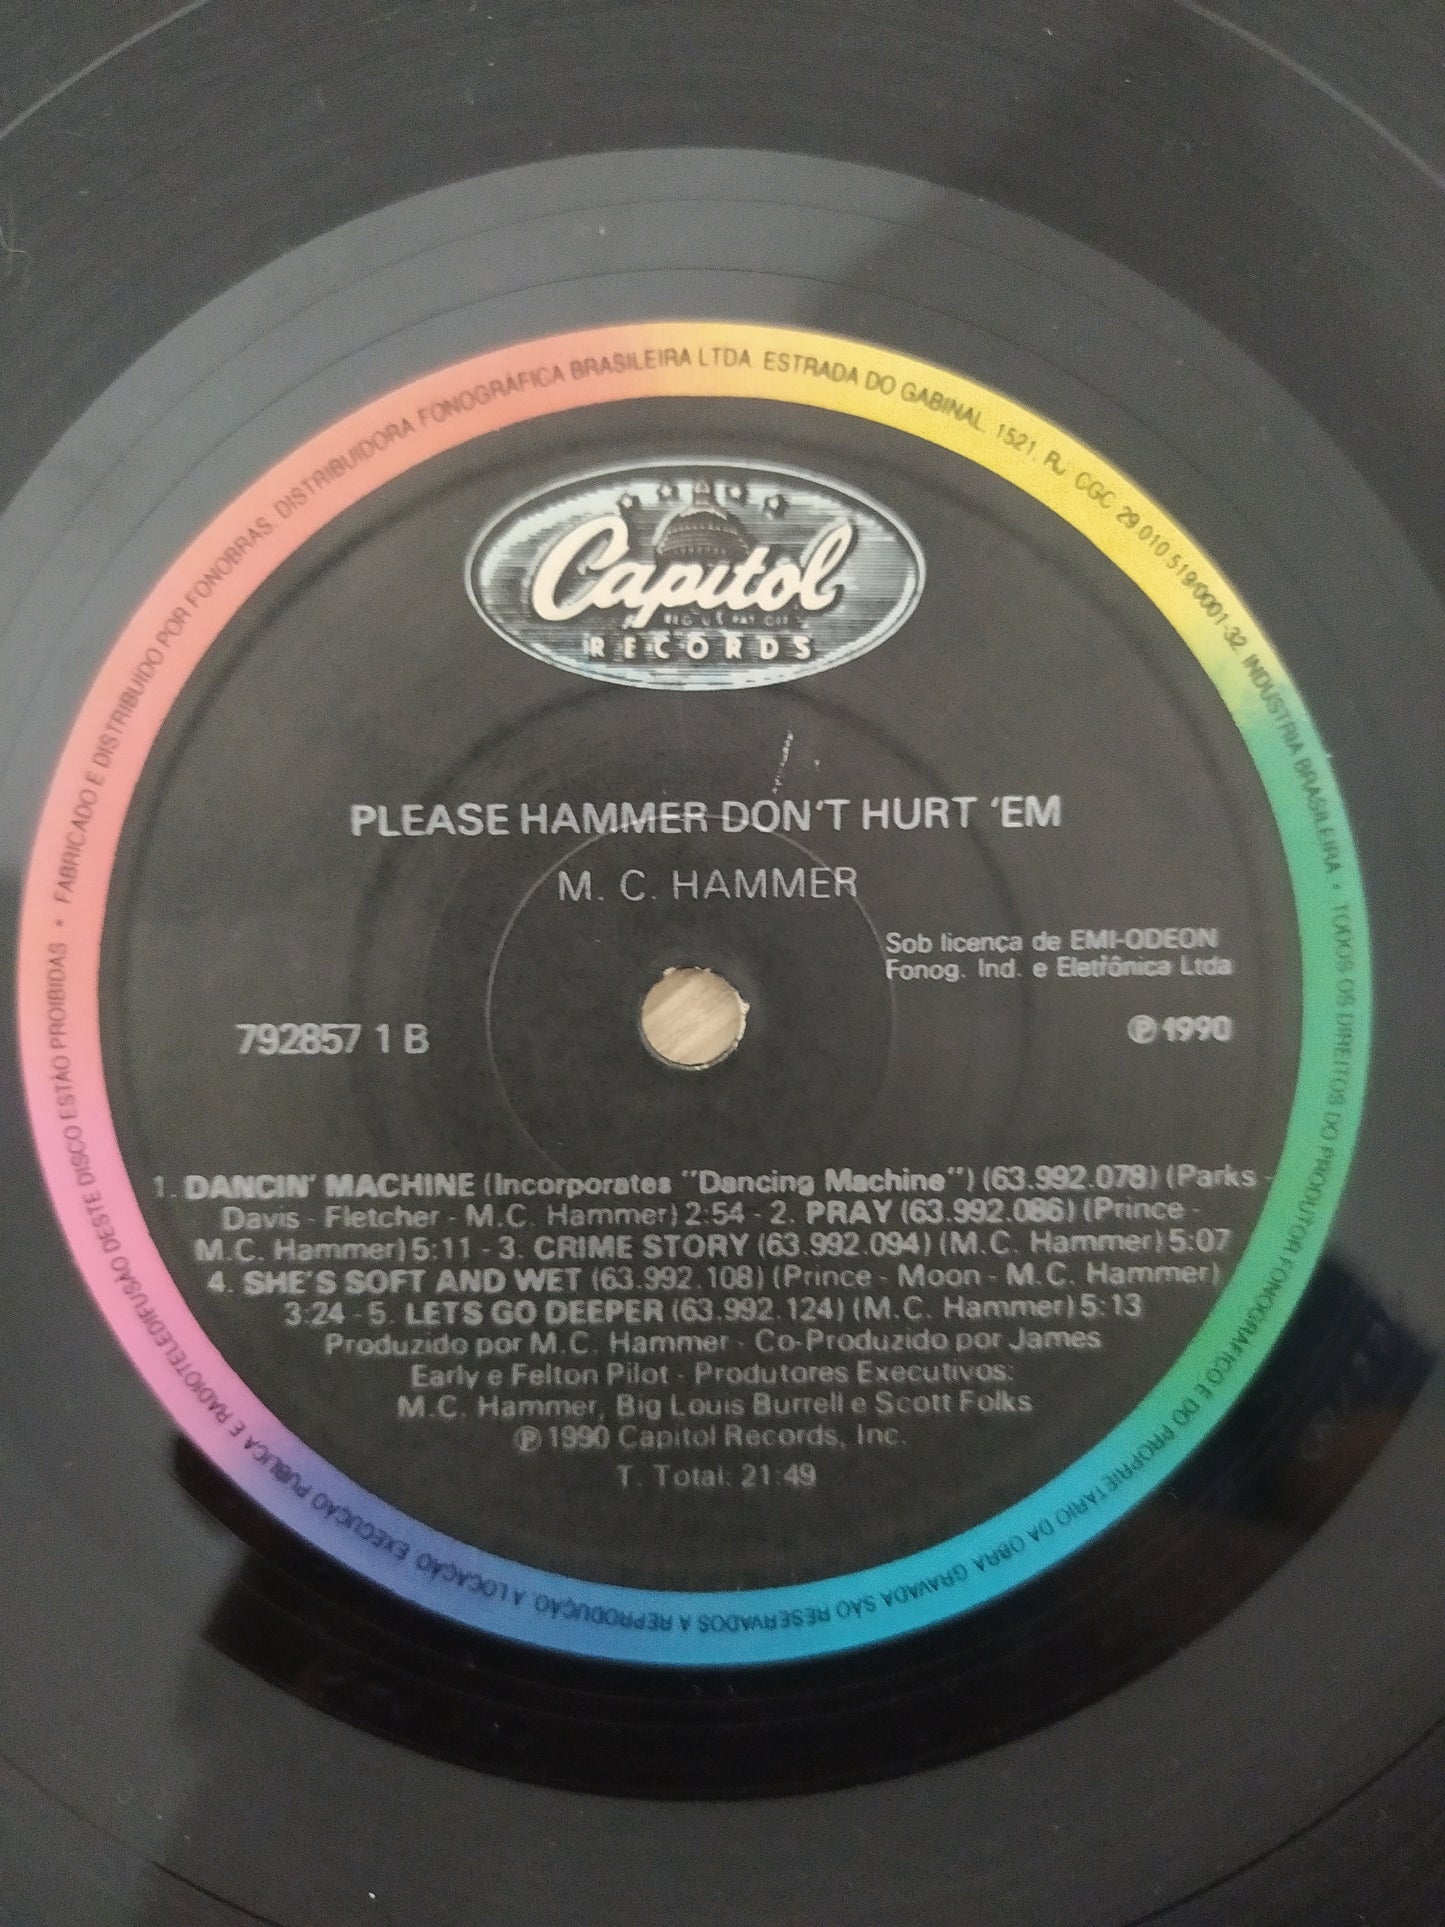 Capitol
REG. U.S. PAT. OFF.
RECORDS
PLEASE HAMMER DON'T HURT 'EM
M. C. HAMMER
Sob licença de EMI-ODEON
Fonog. Ind. e Eletrônica Ltda
792857 1 B
℗ 1990
1. DANCIN' MACHINE (Incorporates "Dancing Machine") (63.992.078) (Parks -
Davis - Fletcher - M.C. Hammer) 2:54 - 2. PRAY (63.992.086) (Prince -
M.C. Hammer) 5:11 - 3. CRIME STORY (63.992.094) (M.C. Hammer) 5:07
4. SHE'S SOFT AND WET (63.992.108) (Prince - Moon - M.C. Hammer)
3:24 - 5. LETS GO DEEPER (63.992.124) (M.C. Hammer) 5:13
Produzido por M.C. Hammer - Co-Produzido por James
Early e Felton Pilot - Produtores Executivos:
M.C. Hammer, Big Louis Burrell e Scott Folks
℗ 1990 Capitol Records, Inc.
T. Total: 21:49
• FABRICADO E DISTRIBUIDO POR FONOBRAS. DISTRIBUIDORA FONOGRÁFICA BRASILEIRA LTDA. ESTRADA DO GABINAL, 1521, RJ, CGC 29.010.519/0001-32. INDÚSTRIA BRASILEIRA • TODOS OS DIREITOS DO PRODUTOR FONOGRÁFICO E DO PROPRIETARIO DA OBRA GRAVADA SÃO RESERVADOS A REPRODUÇÃO, A LOCAÇÃO, EXECUÇÃO PÚBLICA E RADIOTELEDIFUSÃO DESTE DISCO ESTÃO PROIBIDAS